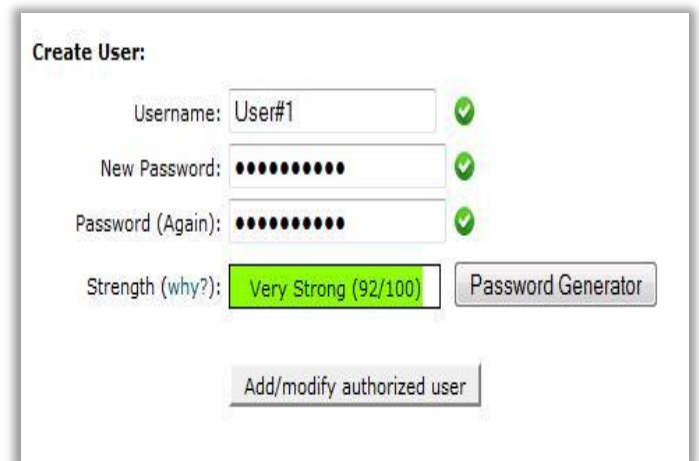 Create User:
Username: User#1
New Password: ●●●●●●●●●●
Password (Again): ●●●●●●●●●●
Strength (why?): Very Strong (92/100) Password Generator
Add/modify authorized user